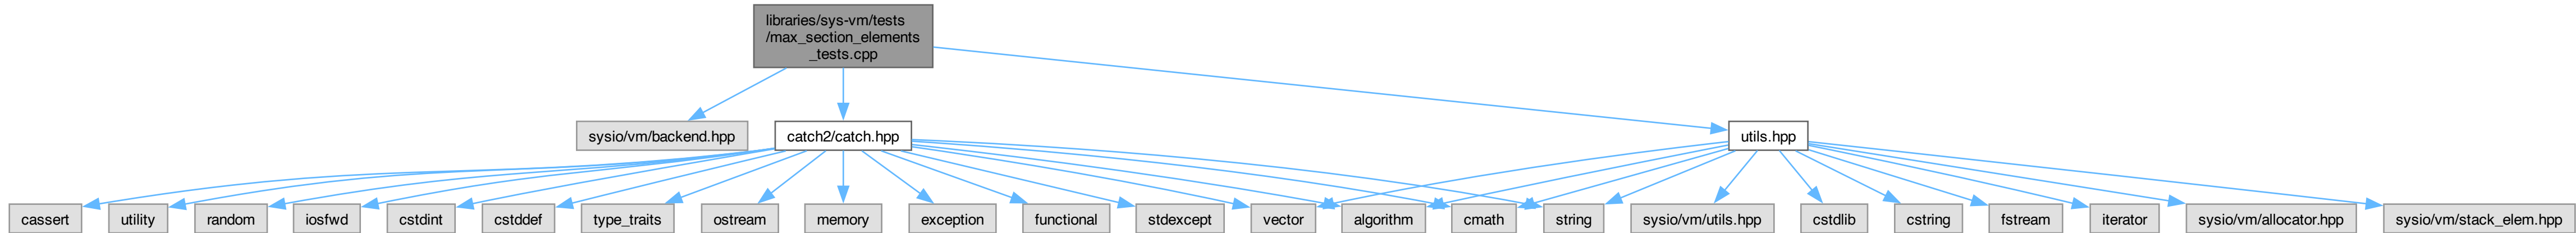 libraries/sys-vm/tests
/max_section_elements
_tests.cpp
sysio/vm/backend.hpp
catch2/catch.hpp
utils.hpp
cassert
utility
random
iosfwd
cstdint
cstddef
type_traits
ostream
memory
exception
functional
stdexcept
vector
algorithm
cmath
string
sysio/vm/utils.hpp
cstdlib
cstring
fstream
iterator
sysio/vm/allocator.hpp
sysio/vm/stack_elem.hpp